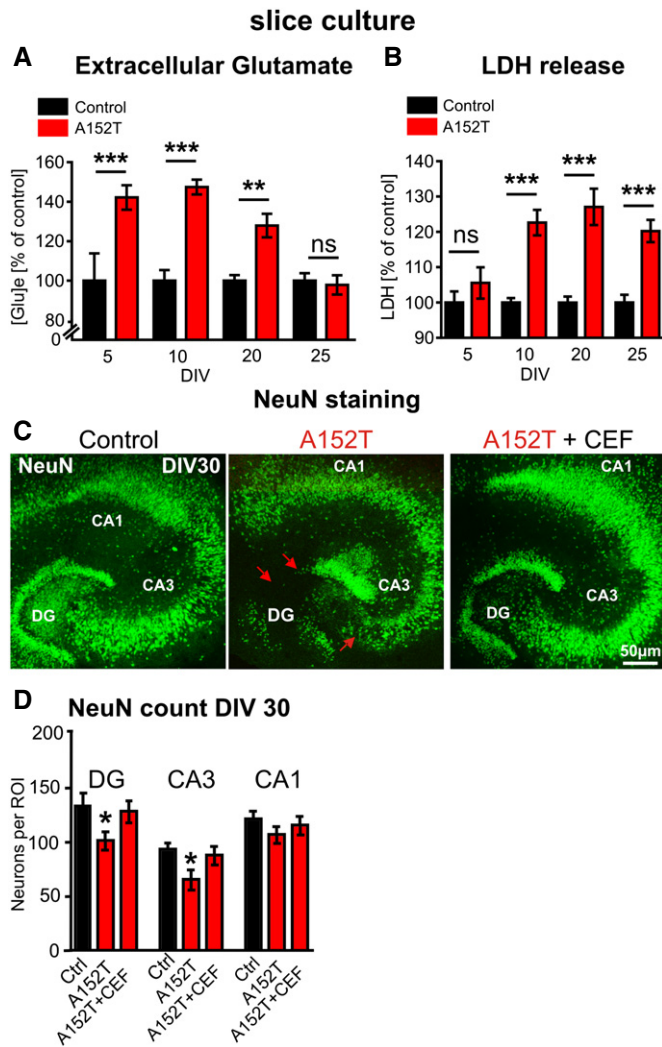 slice culture
A Extracellular Glutamate
Control
A152T
[Glu]e [% of control]
160
140
120
100
80
0
***
***
**
ns
5 10 20 25
DIV
B LDH release
Control
A152T
LDH [% of control]
140
130
120
110
100
90
ns
***
***
***
5 10 20 25
DIV
NeuN staining
C Control A152T A152T + CEF
NeuN DIV30
CA1
CA3
DG
CA1
CA3
DG
CA1
CA3
DG
50µm
D NeuN count DIV 30
Neurons per ROI
200
150
100
50
0
DG CA3 CA1
*
*
Ctrl
A152T
A152T+CEF
Ctrl
A152T
A152T+CEF
Ctrl
A152T
A152T+CEF